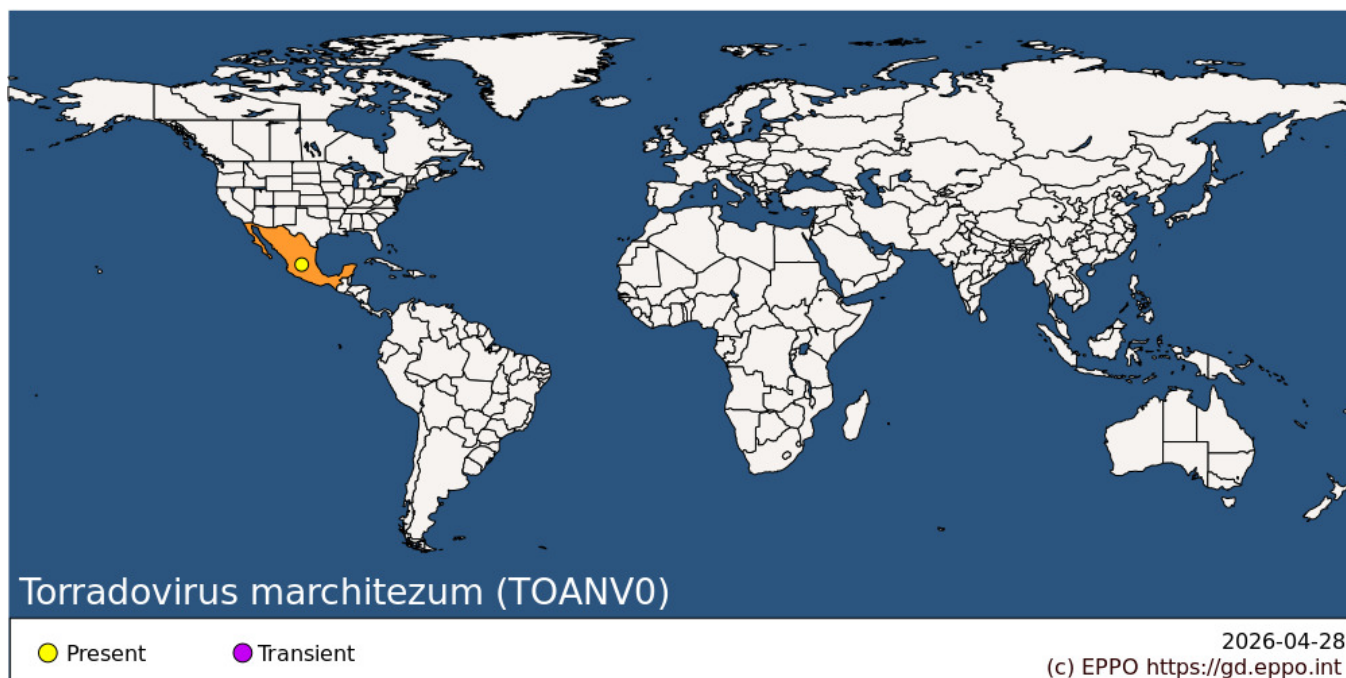 Torradovirus marchitezum (TOANV0)
Present
Transient
2026-04-28
(c) EPPO https://gd.eppo.int